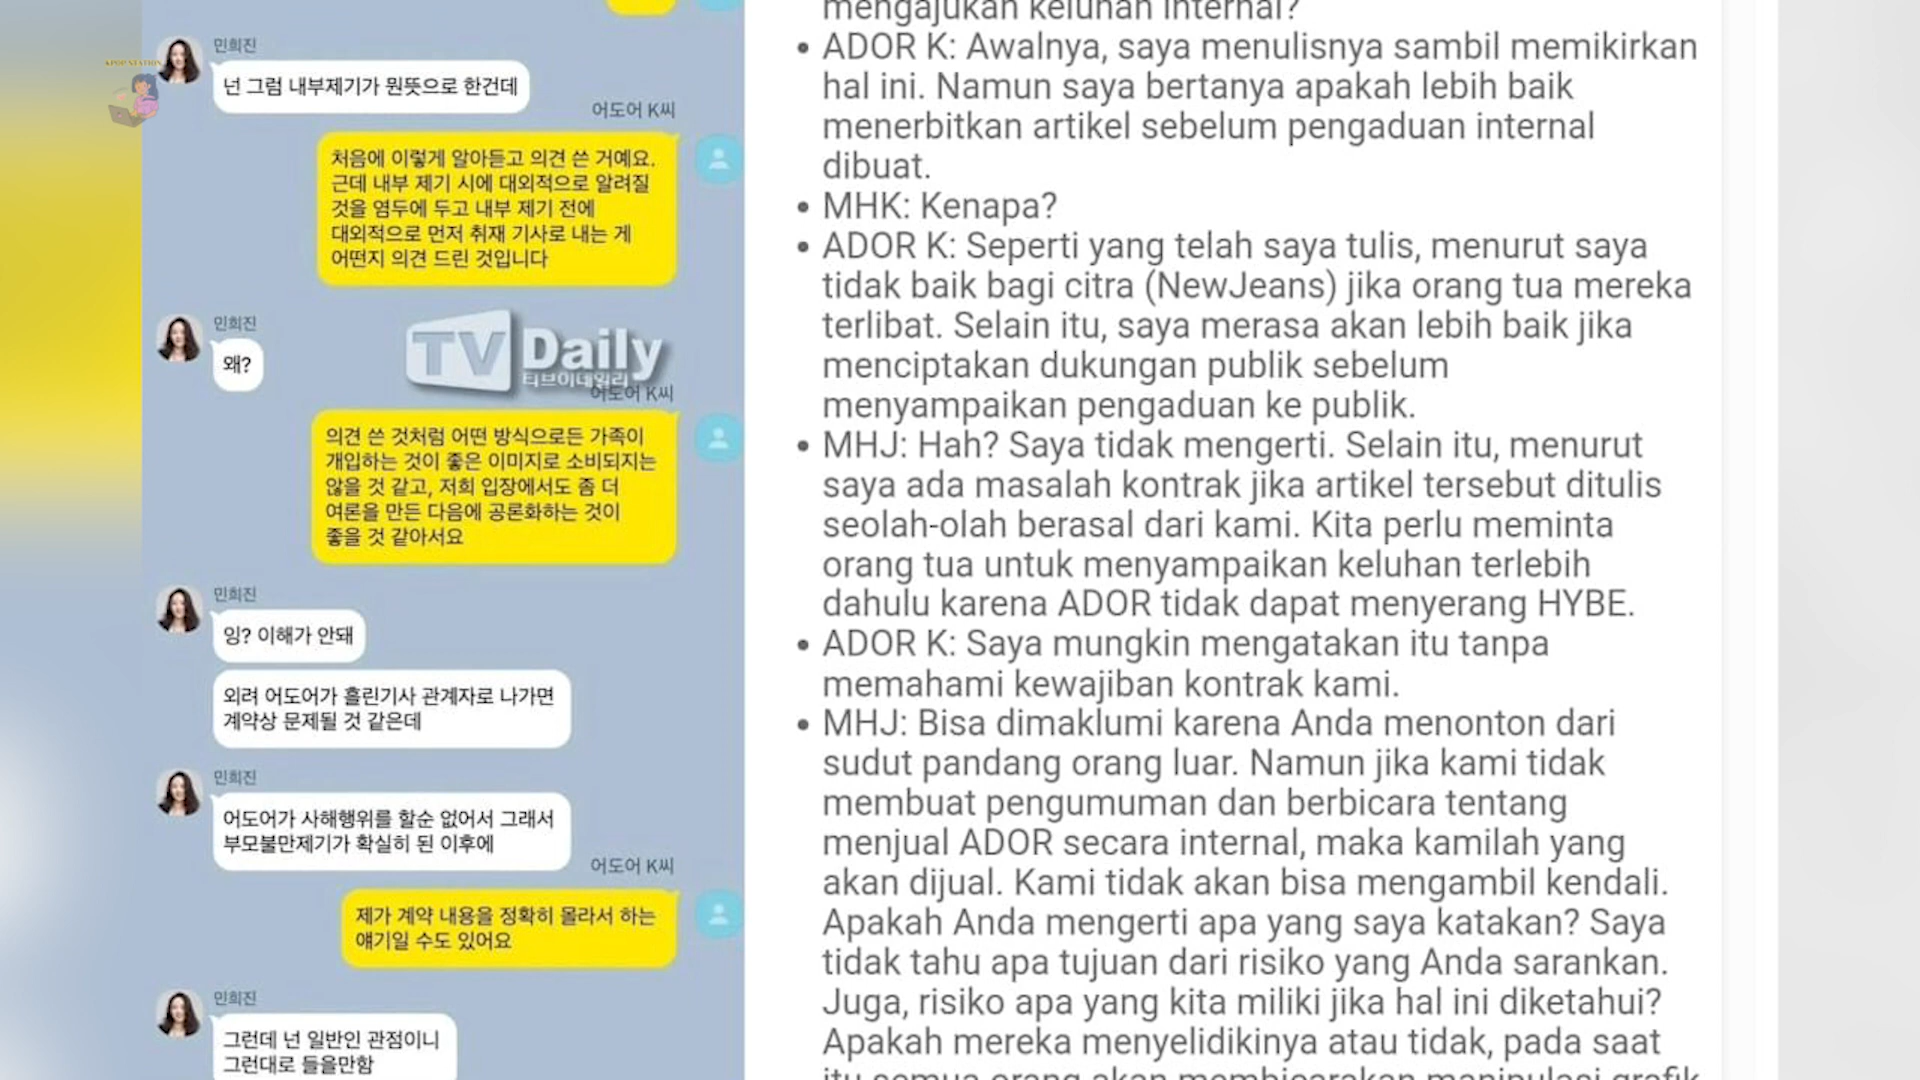 KPOP STATION
민희진
넌 그럼 내부제기가 뭔뜻으로 한건데
어도어 K씨
처음에 이렇게 알아듣고 의견 쓴 거예요.
근데 내부 제기 시에 대외적으로 알려질
것을 염두에 두고 내부 제기 전에
대외적으로 먼저 취재 기사로 내는 게
어떤지 의견 드린 것입니다
민희진
왜?
TV Daily
티브이데일리
어도어 K씨
의견 쓴 것처럼 어떤 방식으로든 가족이
개입하는 것이 좋은 이미지로 소비되지는
않을 것 같고, 저희 입장에서도 좀 더
여론을 만든 다음에 공론화하는 것이
좋을 것 같아서요
민희진
잉? 이해가 안돼
외려 어도어가 흘린기사 관계자로 나가면
계약상 문제될 것 같은데
민희진
어도어가 사해행위를 할순 없어서 그래서
부모불만제기가 확실히 된 이후에
어도어 K씨
제가 계약 내용을 정확히 몰라서 하는
얘기일 수도 있어요
민희진
그런데 넌 일반인 관점이니
그런대로 들을만함
mengajukan keluhan internal?
• ADOR K: Awalnya, saya menulisnya sambil memikirkan
hal ini. Namun saya bertanya apakah lebih baik
menerbitkan artikel sebelum pengaduan internal
dibuat.
• MHK: Kenapa?
• ADOR K: Seperti yang telah saya tulis, menurut saya
tidak baik bagi citra (NewJeans) jika orang tua mereka
terlibat. Selain itu, saya merasa akan lebih baik jika
menciptakan dukungan publik sebelum
menyampaikan pengaduan ke publik.
• MHJ: Hah? Saya tidak mengerti. Selain itu, menurut
saya ada masalah kontrak jika artikel tersebut ditulis
seolah-olah berasal dari kami. Kita perlu meminta
orang tua untuk menyampaikan keluhan terlebih
dahulu karena ADOR tidak dapat menyerang HYBE.
• ADOR K: Saya mungkin mengatakan itu tanpa
memahami kewajiban kontrak kami.
• MHJ: Bisa dimaklumi karena Anda menonton dari
sudut pandang orang luar. Namun jika kami tidak
membuat pengumuman dan berbicara tentang
menjual ADOR secara internal, maka kamilah yang
akan dijual. Kami tidak akan bisa mengambil kendali.
Apakah Anda mengerti apa yang saya katakan? Saya
tidak tahu apa tujuan dari risiko yang Anda sarankan.
Juga, risiko apa yang kita miliki jika hal ini diketahui?
Apakah mereka menyelidikinya atau tidak, pada saat
itu semua orang akan membicarakan manipulasi grafik